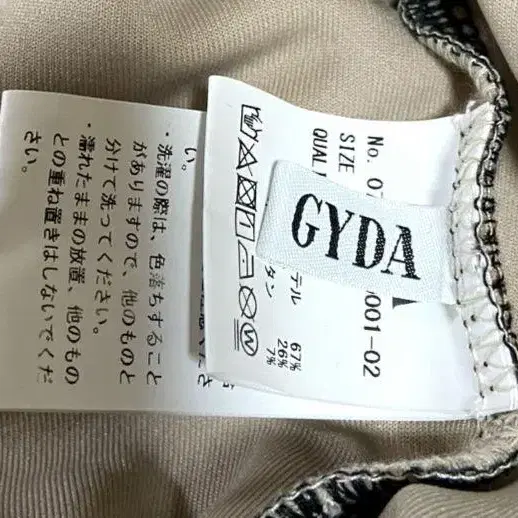 GYDA
No. 07
0001-02
SIZE
QUAL
テル 67%
26%
タン 7%
W
い。
・洗濯の際は、色落ちすること
がありますので、他のものと
分けて洗ってください。
・濡れたままの放置、他のもの
との重ね置きはしないでくだ
さい。